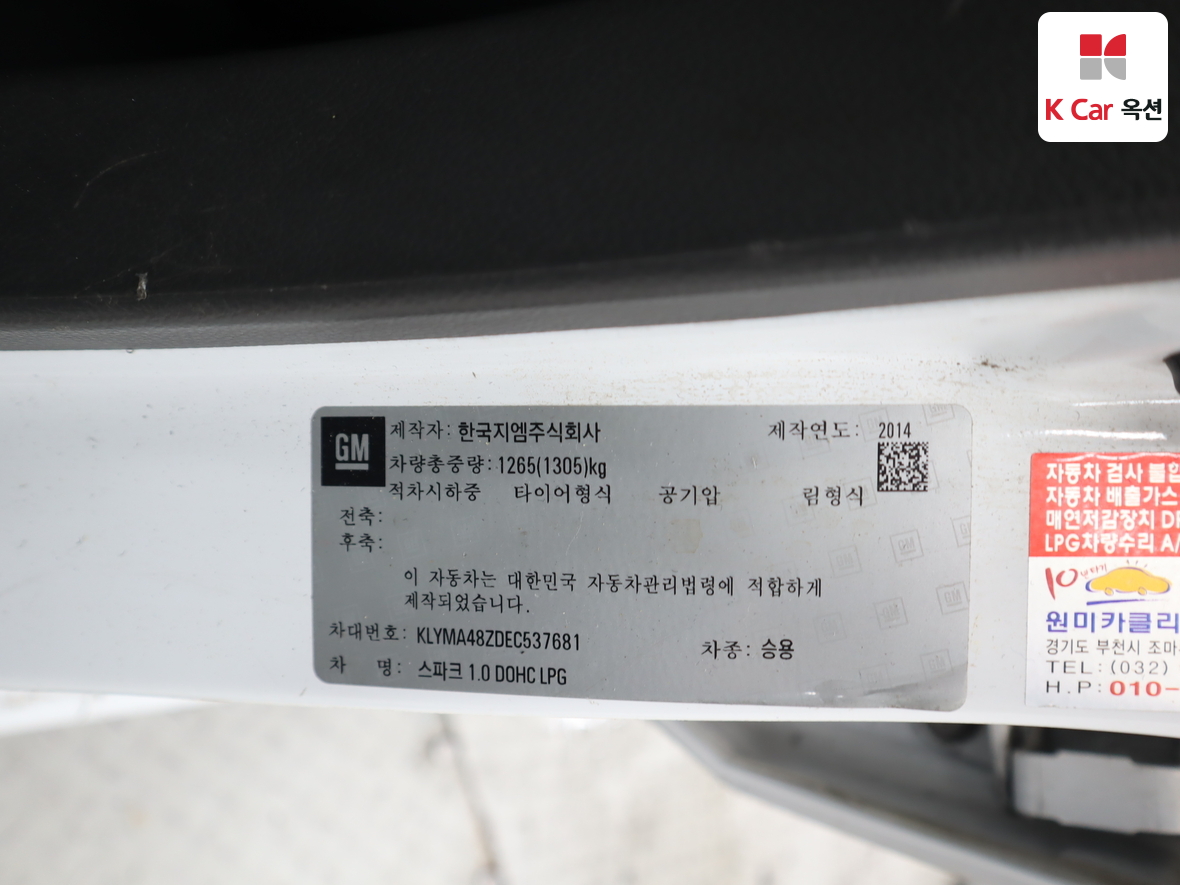 K Car 옥션
GM
제작자: 한국지엠주식회사 제작연도: 2014
차량총중량: 1265(1305)kg
적차시하중 타이어형식 공기압 림형식
전축:
후축:
이 자동차는 대한민국 자동차관리법령에 적합하게
제작되었습니다.
차대번호: KLYMA48ZDEC537681 차종: 승용
차 명: 스파크 1.0 DOHC LPG
자동차 검사 불합
자동차 배출가스
매연저감장치 DP
LPG차량수리 A/
10
원미카클리
경기도 부천시 조마
TEL:(032)
H.P:010-